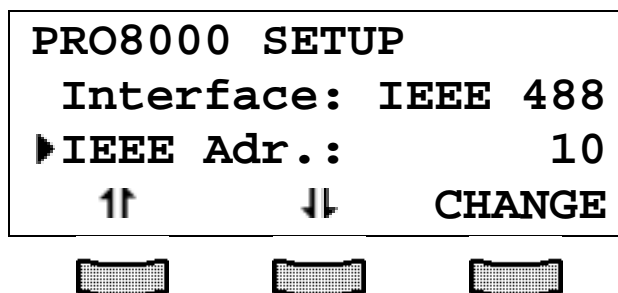 PRO8000 SETUP
Interface: IEEE 488
IEEE Adr.: 10
CHANGE